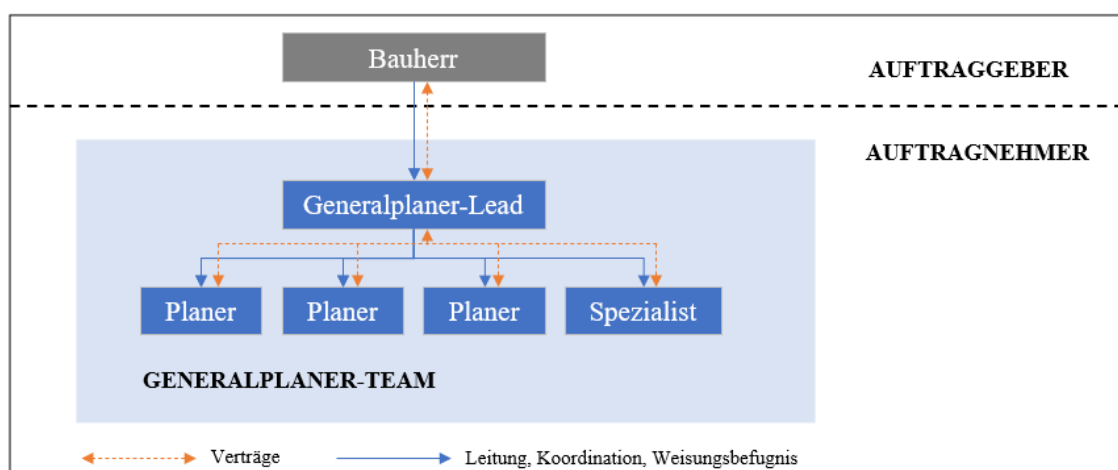 Bauherr
AUFTRAGGEBER
AUFTRAGNEHMER
Generalplaner-Lead
Planer
Planer
Planer
Spezialist
GENERALPLANER-TEAM
Verträge
Leitung, Koordination, Weisungsbefugnis